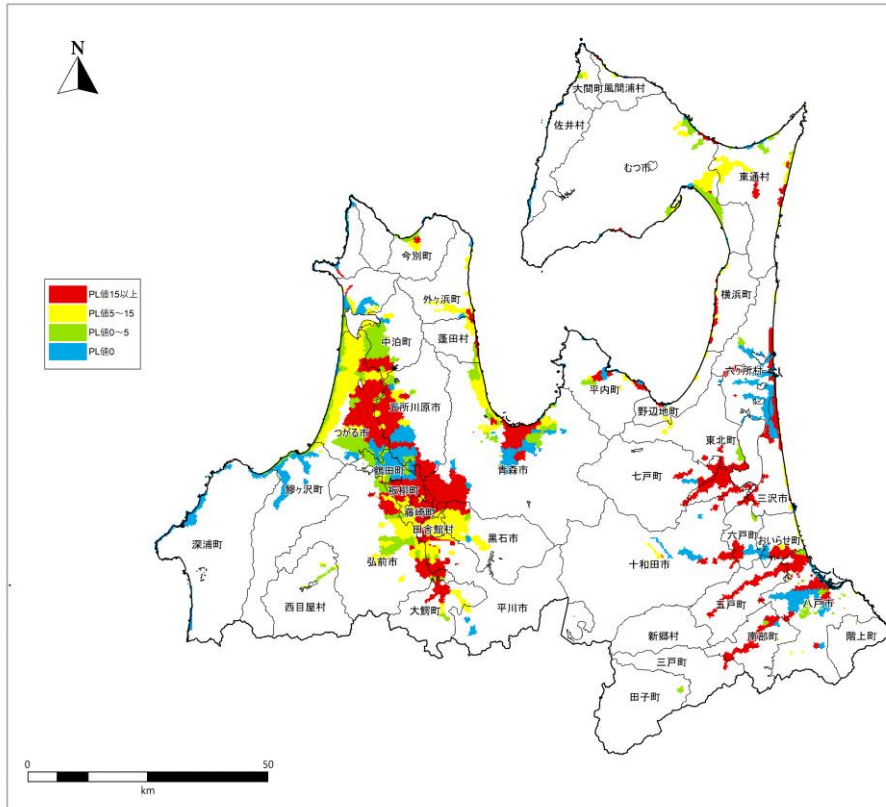 N
大間町
風間浦村
佐井村
むつ市
東通村
今別町
外ヶ浜町
横浜町
PL値15以上
PL値5～15
PL値0～5
PL値0
中泊町
蓬田村
六ヶ所村
平内町
五所川原市
野辺地町
つがる市
東北町
鶴田町
青森市
七戸町
鰺ヶ沢町
板柳町
三沢市
藤崎町
田舎館村
六戸町
おいらせ町
深浦町
黒石市
弘前市
十和田市
西目屋村
五戸町
八戸市
大鰐町
平川市
新郷村
南部町
階上町
三戸町
田子町
0
50
km